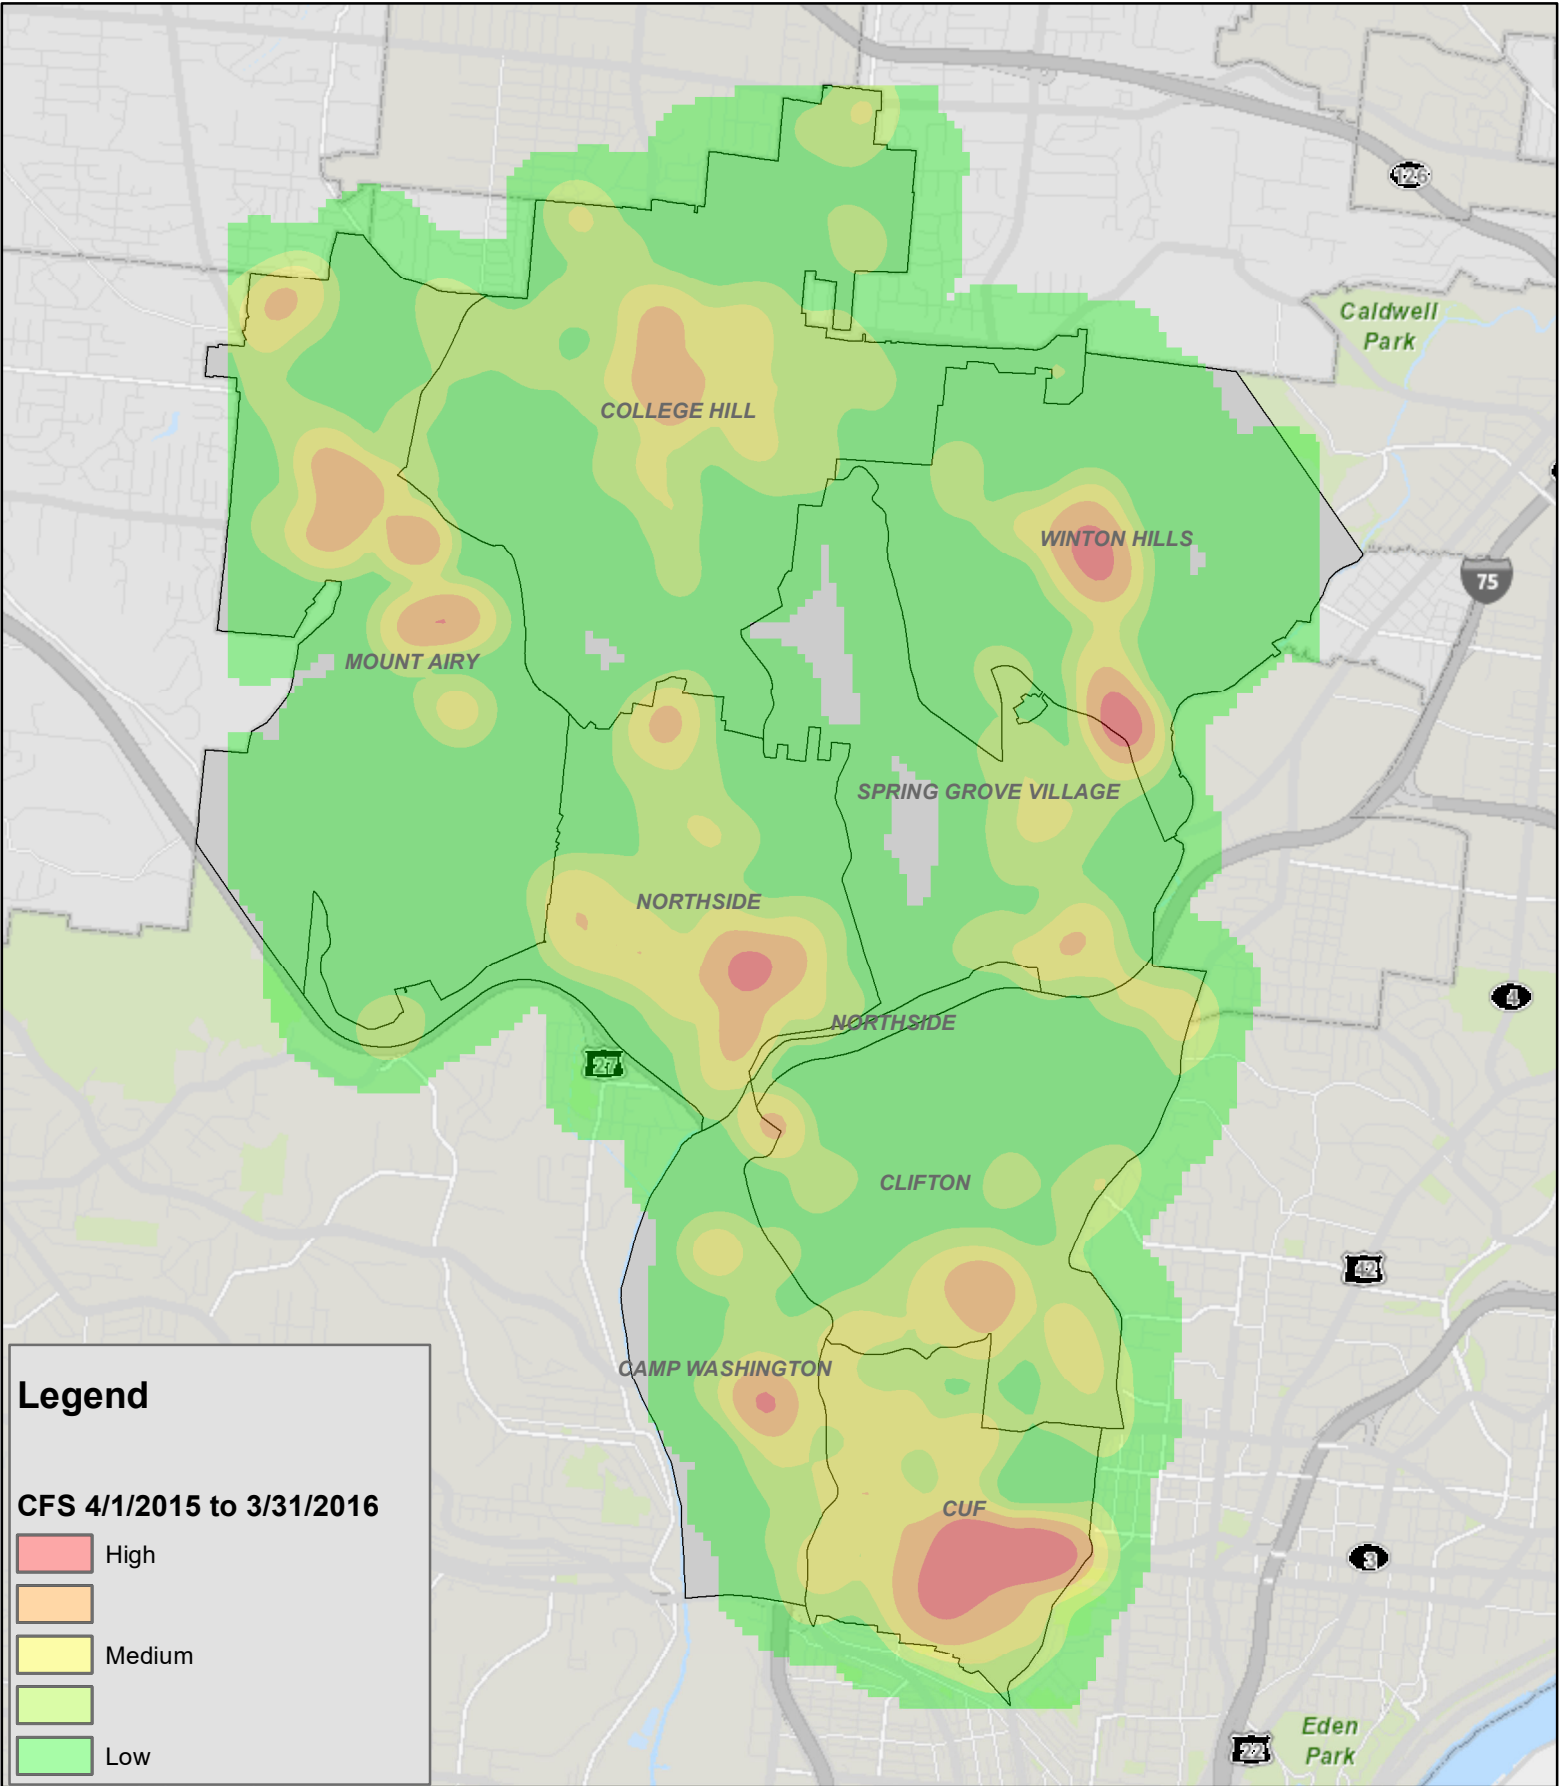 126
Caldwell
Park
COLLEGE HILL
WINTON HILLS
75
MOUNT AIRY
SPRING GROVE VILLAGE
NORTHSIDE
4
NORTHSIDE
27
CLIFTON
42
CAMP WASHINGTON
CUF
3
Eden
Park
22
Legend
CFS 4/1/2015 to 3/31/2016
High
Medium
Low